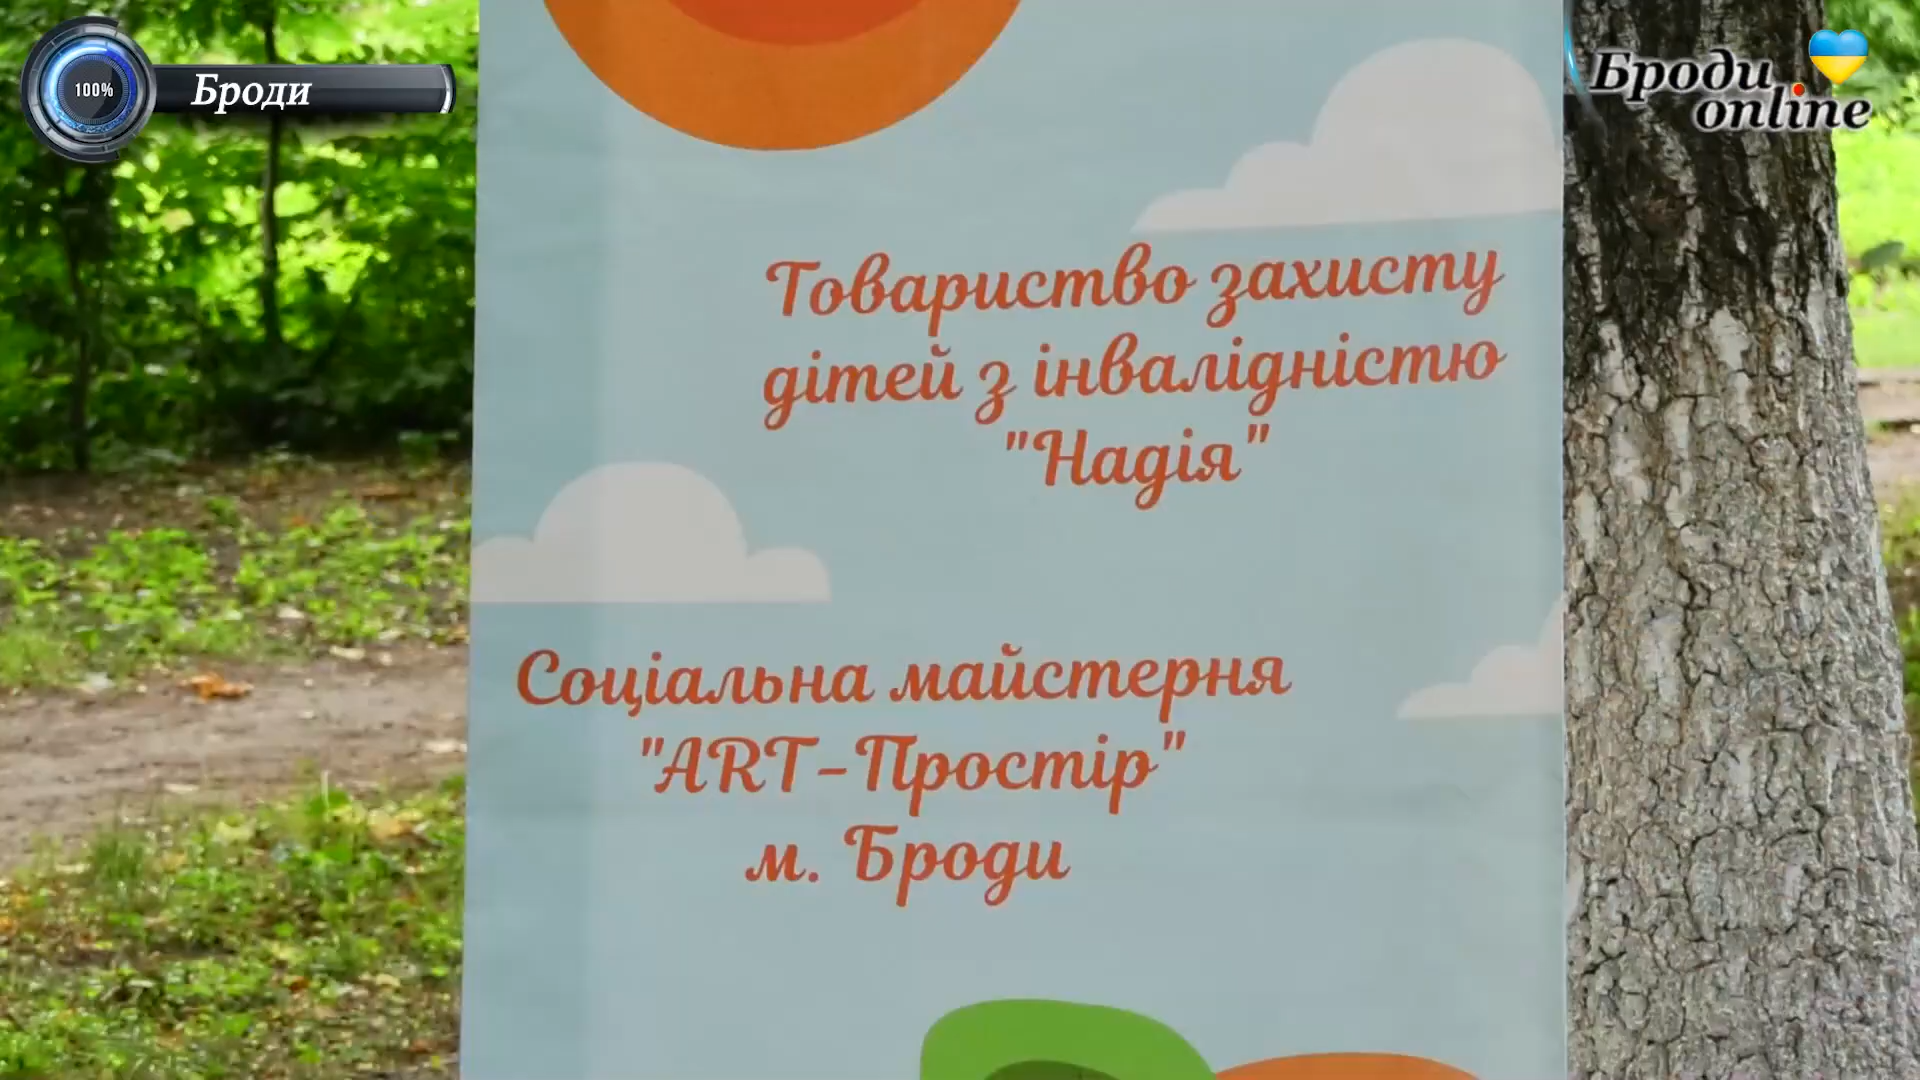 100%
Броди
Броди
online
Товариство захисту
дітей з інвалідністю
"Надія"
Соціальна майстерня
"ART-Простір"
м. Броди